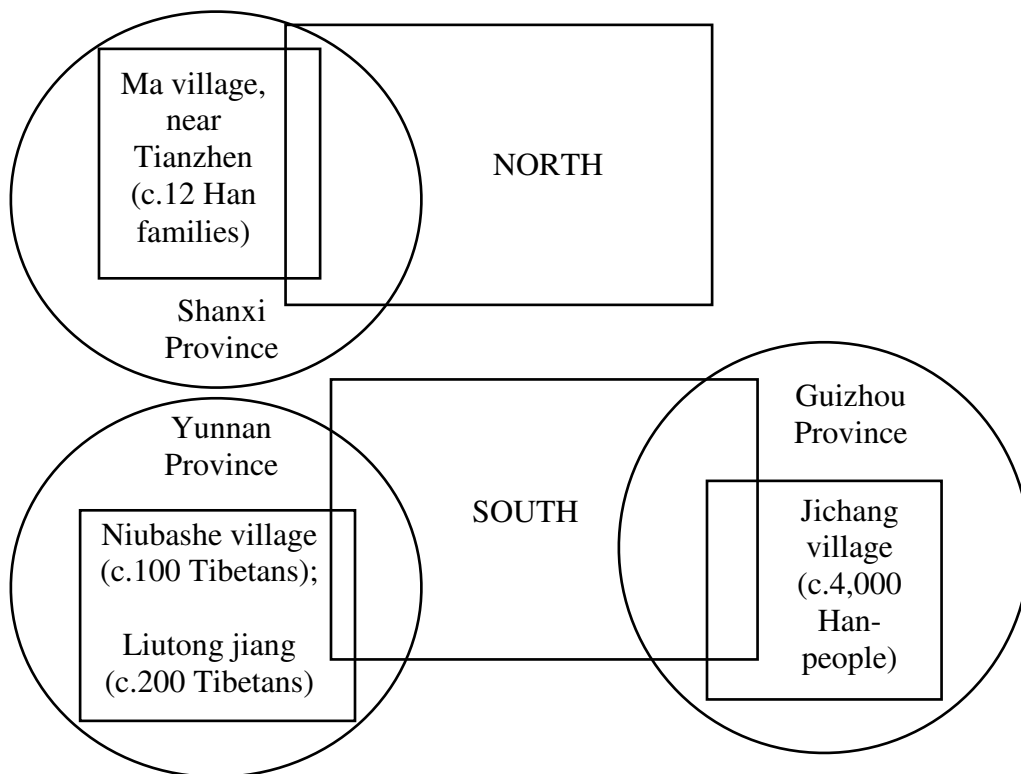 Ma village,
near
Tianzhen
(c.12 Han
families)
NORTH
Shanxi
Province
Yunnan
Province
Niubashe village
(c.100 Tibetans);
Liutong jiang
(c.200 Tibetans)
SOUTH
Guizhou
Province
Jichang
village
(c.4,000
Han-
people)